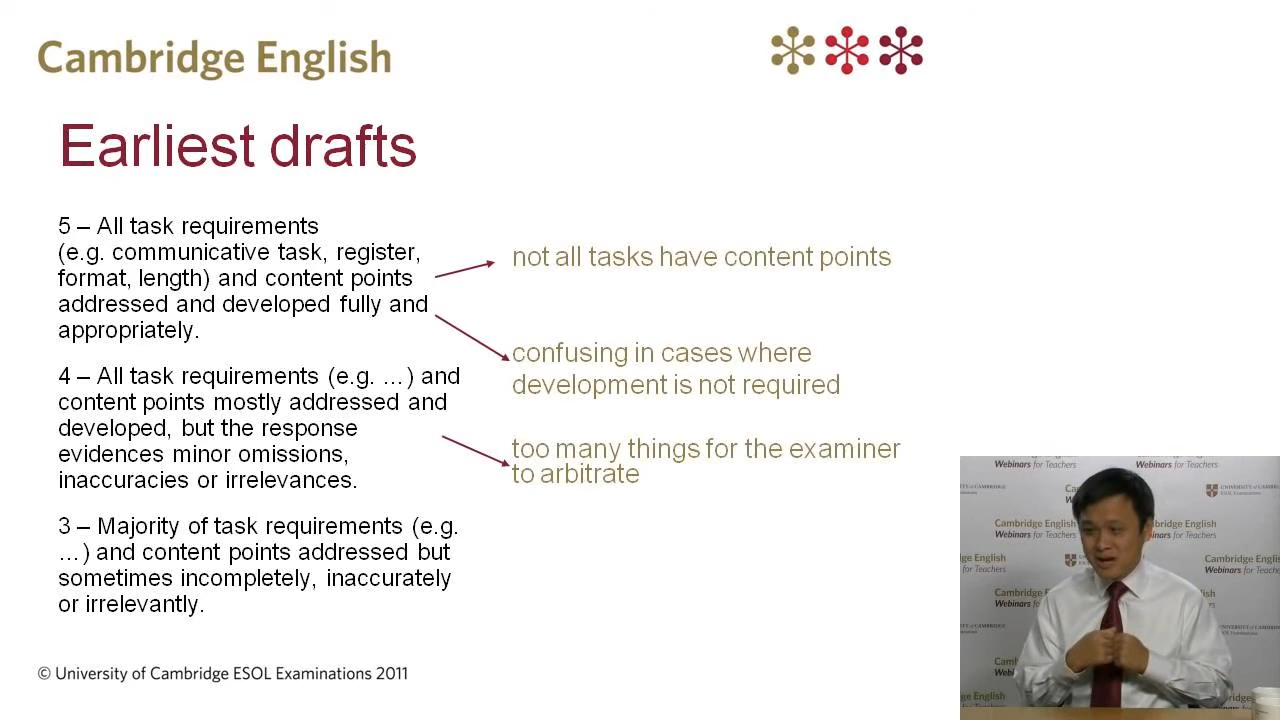 Cambridge English
Earliest drafts
5 – All task requirements
(e.g. communicative task, register,
format, length) and content points
addressed and developed fully and
appropriately.
4 – All task requirements (e.g. …) and
content points mostly addressed and
developed, but the response
evidences minor omissions,
inaccuracies or irrelevances.
3 – Majority of task requirements (e.g.
…) and content points addressed but
sometimes incompletely, inaccurately
or irrelevantly.
not all tasks have content points
confusing in cases where
development is not required
too many things for the examiner
to arbitrate
© University of Cambridge ESOL Examinations 2011
Webinars for Teachers
Webinars for Teachers
UNIVERSITY OF CAMBRIDGE
ESOL Examinations
Cambridge English
Webinars for Teachers
Cambridge English
Webinars for Teachers